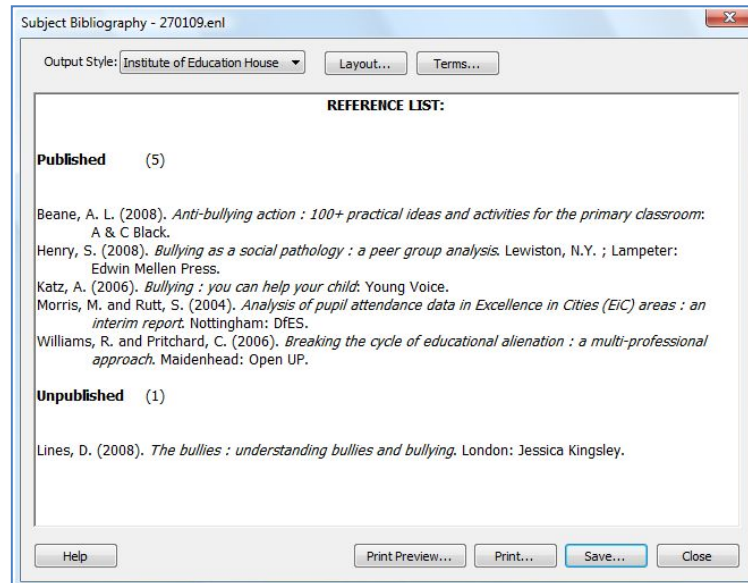 Subject Bibliography - 270109.enl
Output Style: Institute of Education House Layout... Terms...
REFERENCE LIST:
Published (5)
Beane, A. L. (2008). Anti-bullying action : 100+ practical ideas and activities for the primary classroom:
A & C Black.
Henry, S. (2008). Bullying as a social pathology : a peer group analysis. Lewiston, N.Y. ; Lampeter:
Edwin Mellen Press.
Katz, A. (2006). Bullying : you can help your child: Young Voice.
Morris, M. and Rutt, S. (2004). Analysis of pupil attendance data in Excellence in Cities (EiC) areas : an
interim report. Nottingham: DfES.
Williams, R. and Pritchard, C. (2006). Breaking the cycle of educational alienation : a multi-professional
approach. Maidenhead: Open UP.
Unpublished (1)
Lines, D. (2008). The bullies : understanding bullies and bullying. London: Jessica Kingsley.
Help Print Preview... Print... Save... Close